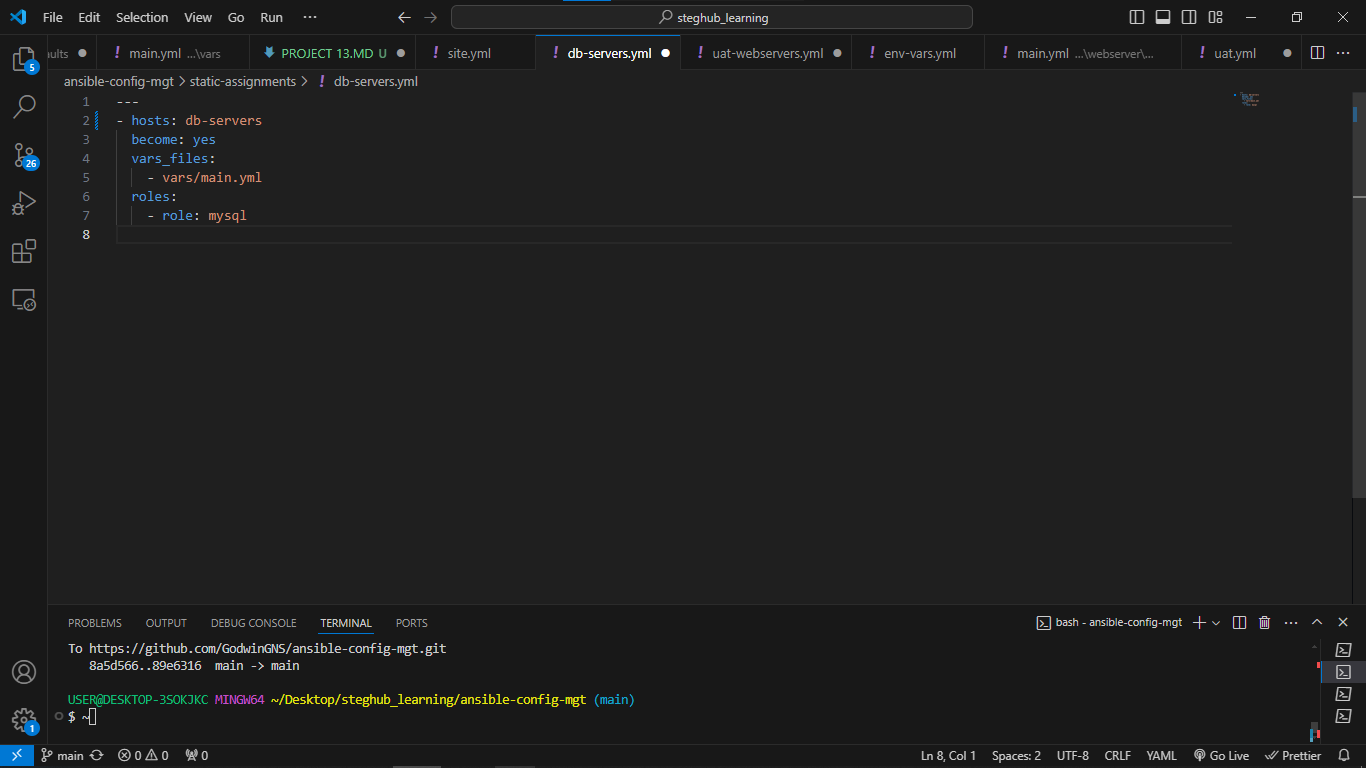 File Edit Selection View Go Run ··· steghub_learning
aults main.yml ...\vars PROJECT 13.MD U site.yml db-servers.yml uat-webservers.yml env-vars.yml main.yml ...\webserver\... uat.yml ···
ansible-config-mgt > static-assignments > ! db-servers.yml
1 ---
2 - hosts: db-servers
3 become: yes
4 vars_files:
5 - vars/main.yml
6 roles:
7 - role: mysql
8
5
26
1
PROBLEMS OUTPUT DEBUG CONSOLE TERMINAL PORTS bash - ansible-config-mgt ···
To https://github.com/GodwinGNS/ansible-config-mgt.git
8a5d566..89e6316 main -> main
USER@DESKTOP-3SOKJKC MINGW64 ~/Desktop/steghub_learning/ansible-config-mgt (main)
$ ~
main 0 0 0 Ln 8, Col 1 Spaces: 2 UTF-8 CRLF YAML Go Live Prettier